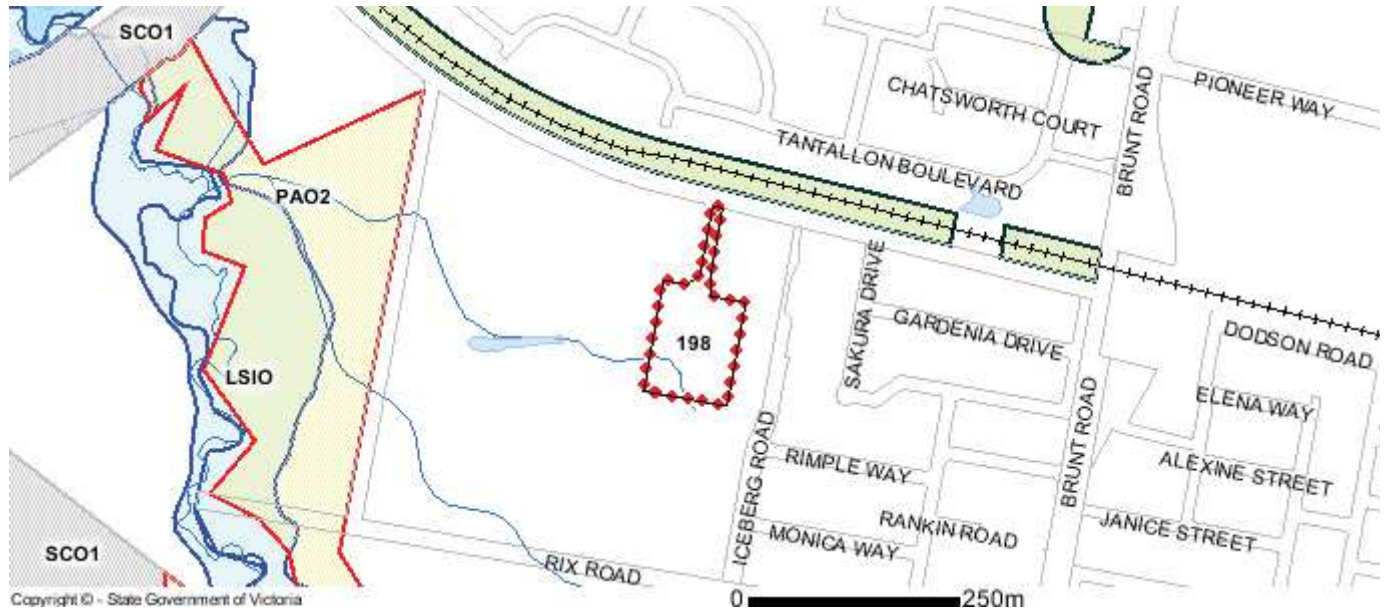 SCO1
PIONEER WAY
CHATSWORTH COURT
BRUNT ROAD
TANTALLON BOULEVARD
PAO2
SAKURA DRIVE
GARDENIA DRIVE
DODSON ROAD
198
LSIO
ELENA WAY
BRUNT ROAD
ICEBERG ROAD
RIMPLE WAY
ALEXINE STREET
RANKIN ROAD
JANICE STREET
MONICA WAY
SCO1
RIX ROAD
Copyright © - State Government of Victoria
0 250m